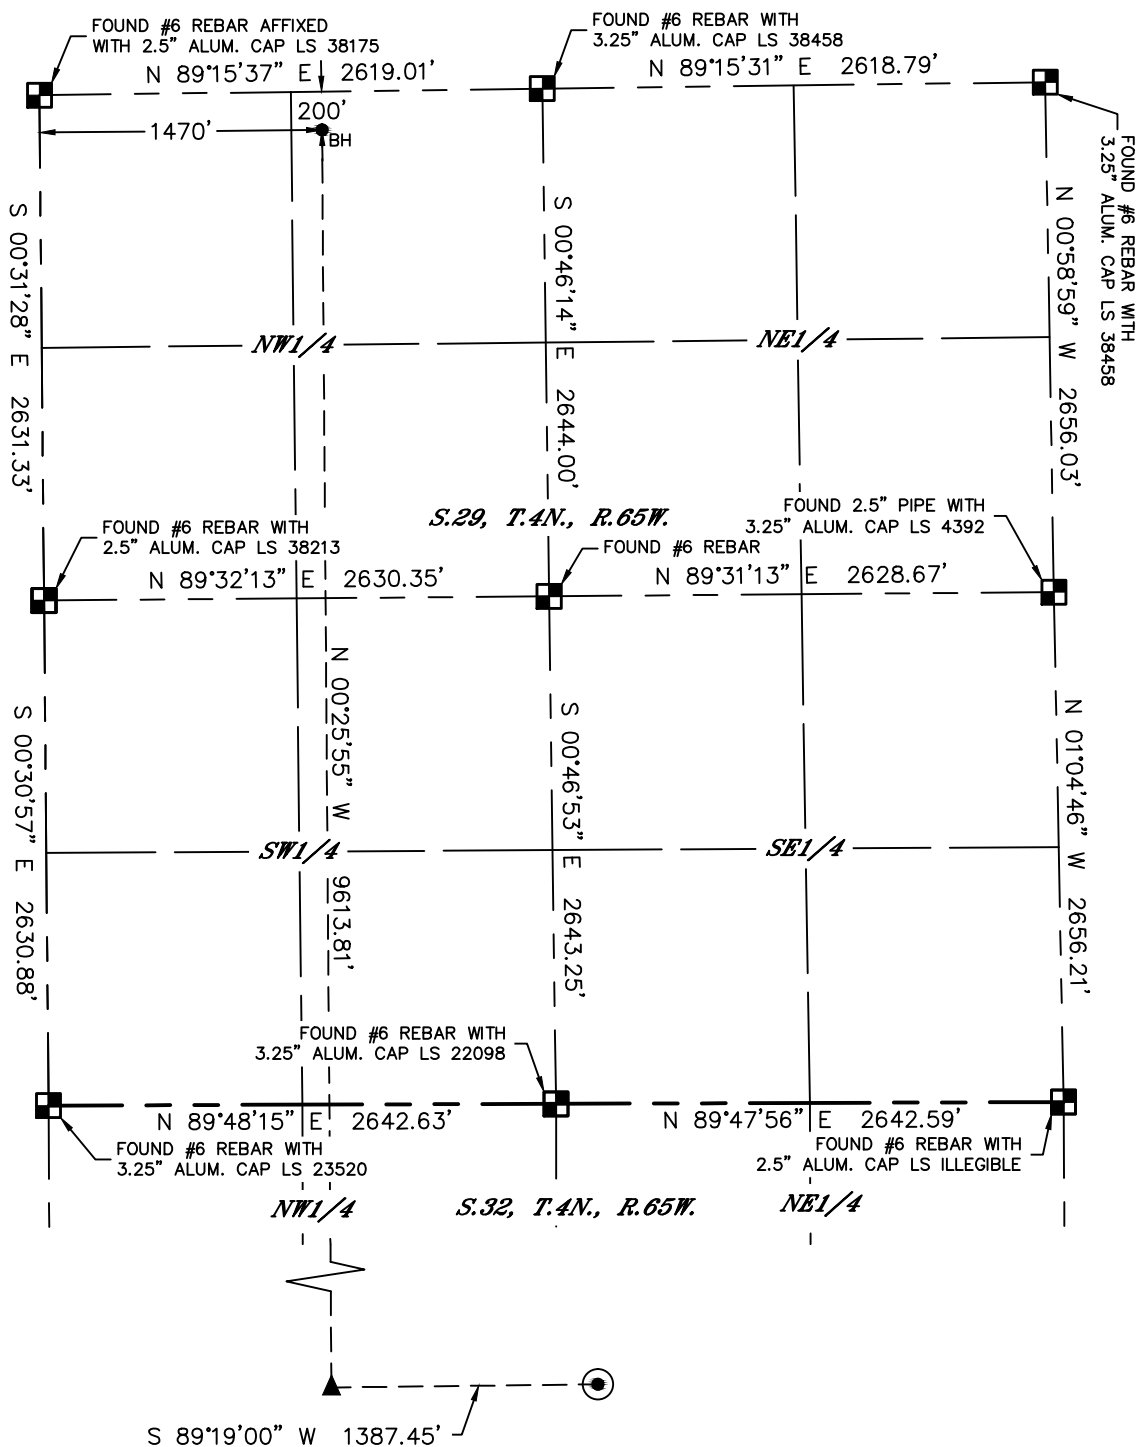 FOUND #6 REBAR AFFIXED
WITH 2.5" ALUM. CAP LS 38175
N 89°15'37" E 2619.01'
FOUND #6 REBAR WITH
3.25" ALUM. CAP LS 38458
N 89°15'31" E 2618.79'
FOUND #6 REBAR WITH
3.25" ALUM. CAP LS 38458
200'
1470'
BH
S 00°31'28" E 2631.33'
S 00°46'14" E 2644.00'
N 00°58'59" W 2656.03'
NW1/4
NE1/4
S.29, T.4N., R.65W.
FOUND #6 REBAR WITH
2.5" ALUM. CAP LS 38213
N 89°32'13" E 2630.35'
FOUND #6 REBAR
FOUND 2.5" PIPE WITH
3.25" ALUM. CAP LS 4392
N 89°31'13" E 2628.67'
N 00°25'55" W 9613.81'
S 00°30'57" E 2630.88'
S 00°46'53" E 2643.25'
N 01°04'46" W 2656.21'
SW1/4
SE1/4
FOUND #6 REBAR WITH
3.25" ALUM. CAP LS 22098
N 89°48'15" E 2642.63'
N 89°47'56" E 2642.59'
FOUND #6 REBAR WITH
3.25" ALUM. CAP LS 23520
FOUND #6 REBAR WITH
2.5" ALUM. CAP LS ILLEGIBLE
NW1/4
S.32, T.4N., R.65W.
NE1/4
S 89°19'00" W 1387.45'